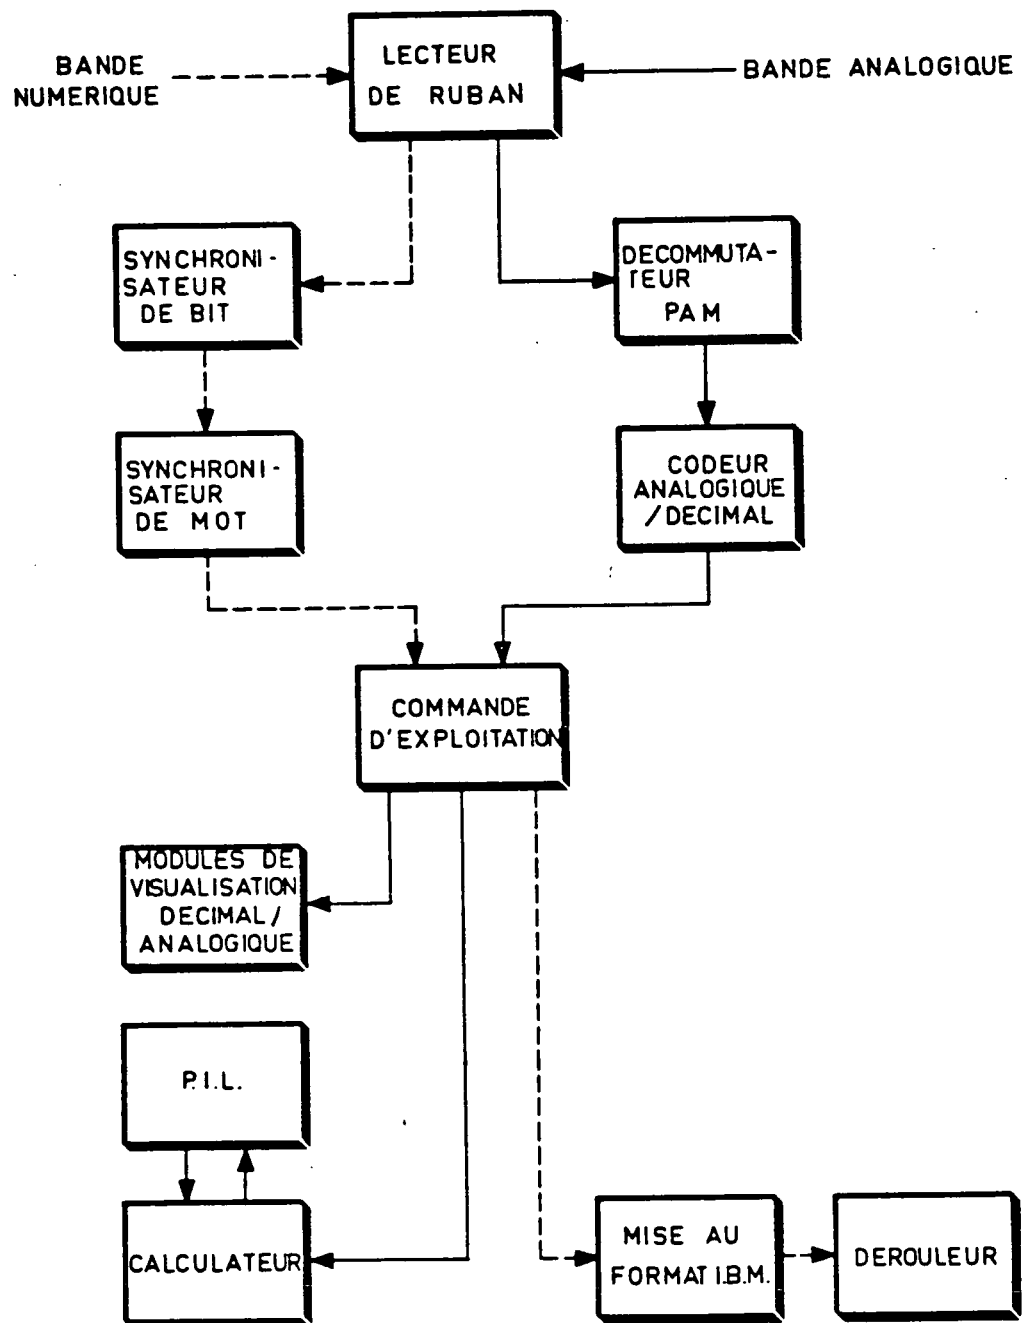 LECTEUR
DE RUBAN
BANDE
NUMERIQUE
BANDE ANALOGIQUE
SYNCHRONI-
SATEUR
DE BIT
DECOMMUTA-
TEUR
PAM
SYNCHRONI-
SATEUR
DE MOT
CODEUR
ANALOGIQUE
/DECIMAL
COMMANDE
D'EXPLOITATION
MODULES DE
VISUALISATION
DECIMAL/
ANALOGIQUE
P.I.L.
CALCULATEUR
MISE AU
FORMAT I.B.M.
DEROULEUR